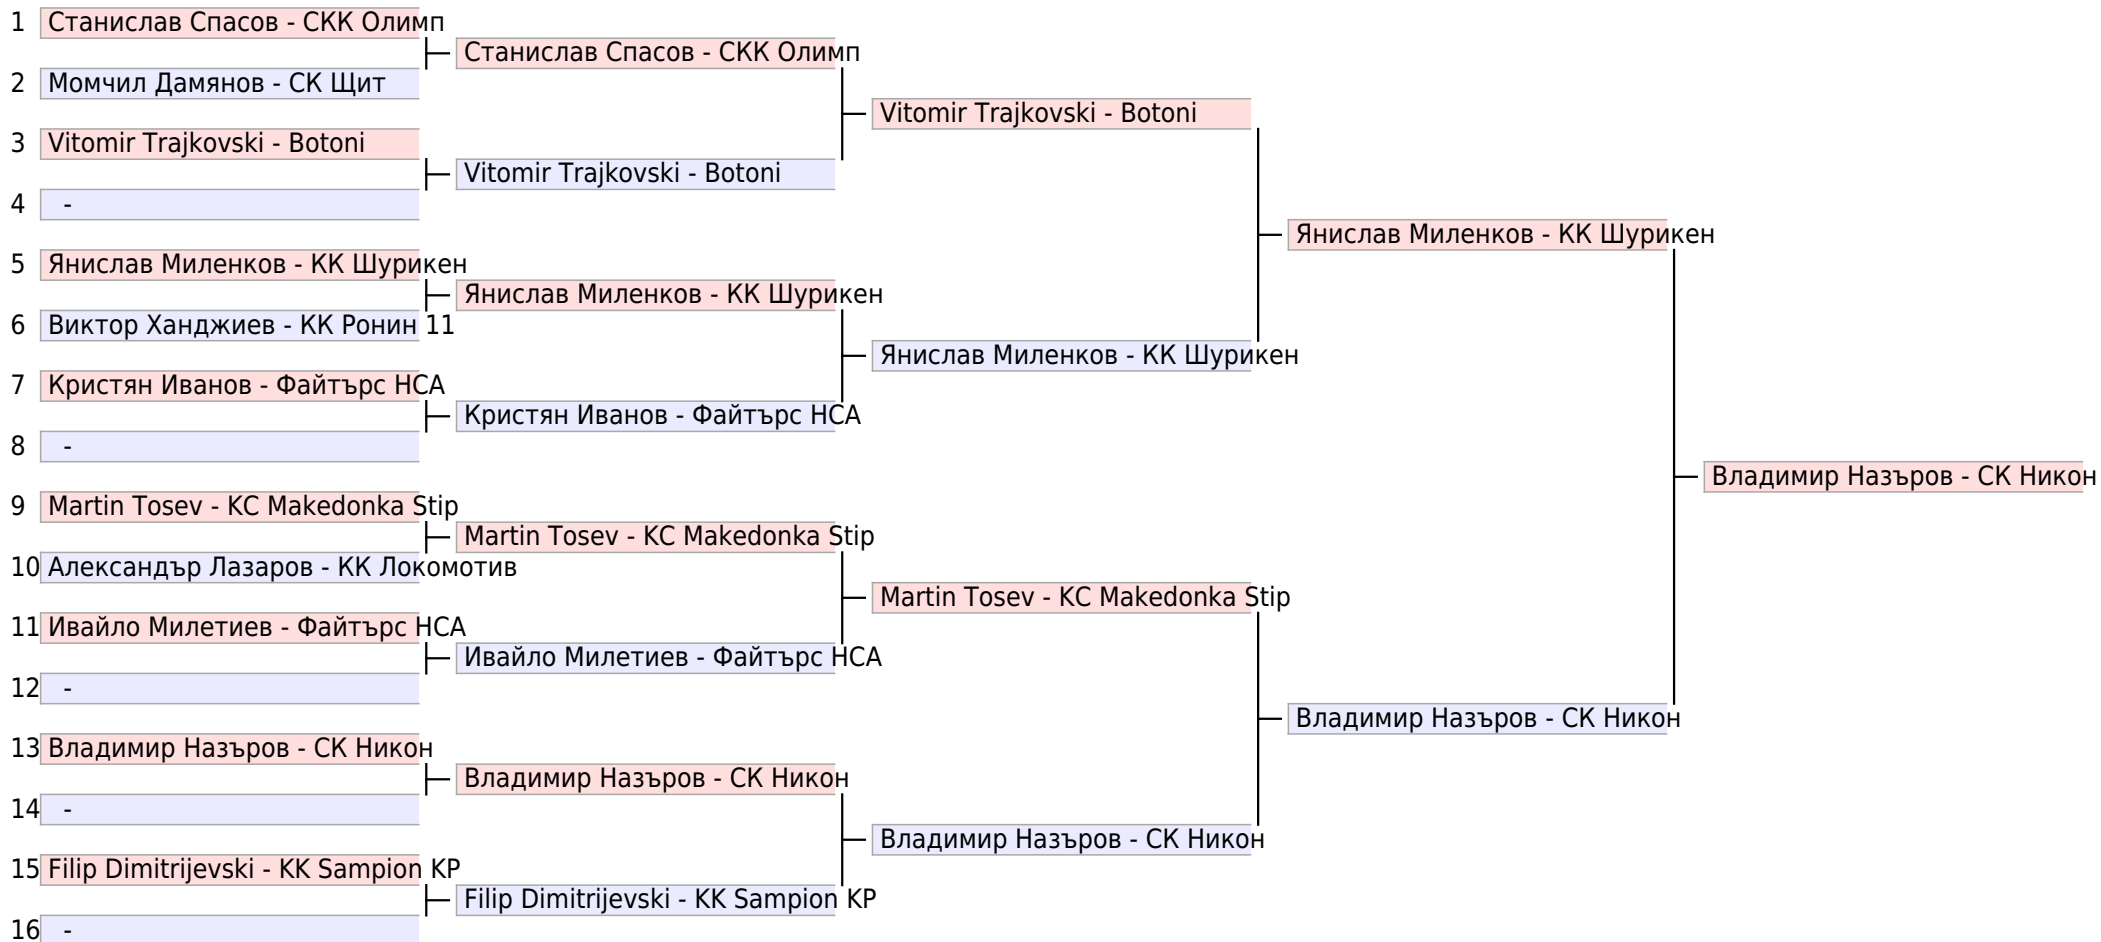 1 Станислав Спасов - СКК Олимп
2 Момчил Дамянов - СК Щит
3 Vitomir Trajkovski - Botoni
4 -
5 Янислав Миленков - КК Шурикен
6 Виктор Ханджиев - КК Ронин 11
7 Кристян Иванов - Файтърс НСА
8 -
9 Martin Tosev - KC Makedonka Stip
10 Александър Лазаров - КК Локомотив
11 Ивайло Милетиев - Файтърс НСА
12 -
13 Владимир Назъров - СК Никон
14 -
15 Filip Dimitrijevski - KK Sampion KP
16 -
Станислав Спасов - СКК Олимп
Vitomir Trajkovski - Botoni
Янислав Миленков - КК Шурикен
Кристян Иванов - Файтърс НСА
Martin Tosev - KC Makedonka Stip
Ивайло Милетиев - Файтърс НСА
Владимир Назъров - СК Никон
Filip Dimitrijevski - KK Sampion KP
Vitomir Trajkovski - Botoni
Янислав Миленков - КК Шурикен
Martin Tosev - KC Makedonka Stip
Владимир Назъров - СК Никон
Янислав Миленков - КК Шурикен
Владимир Назъров - СК Никон
Владимир Назъров - СК Никон